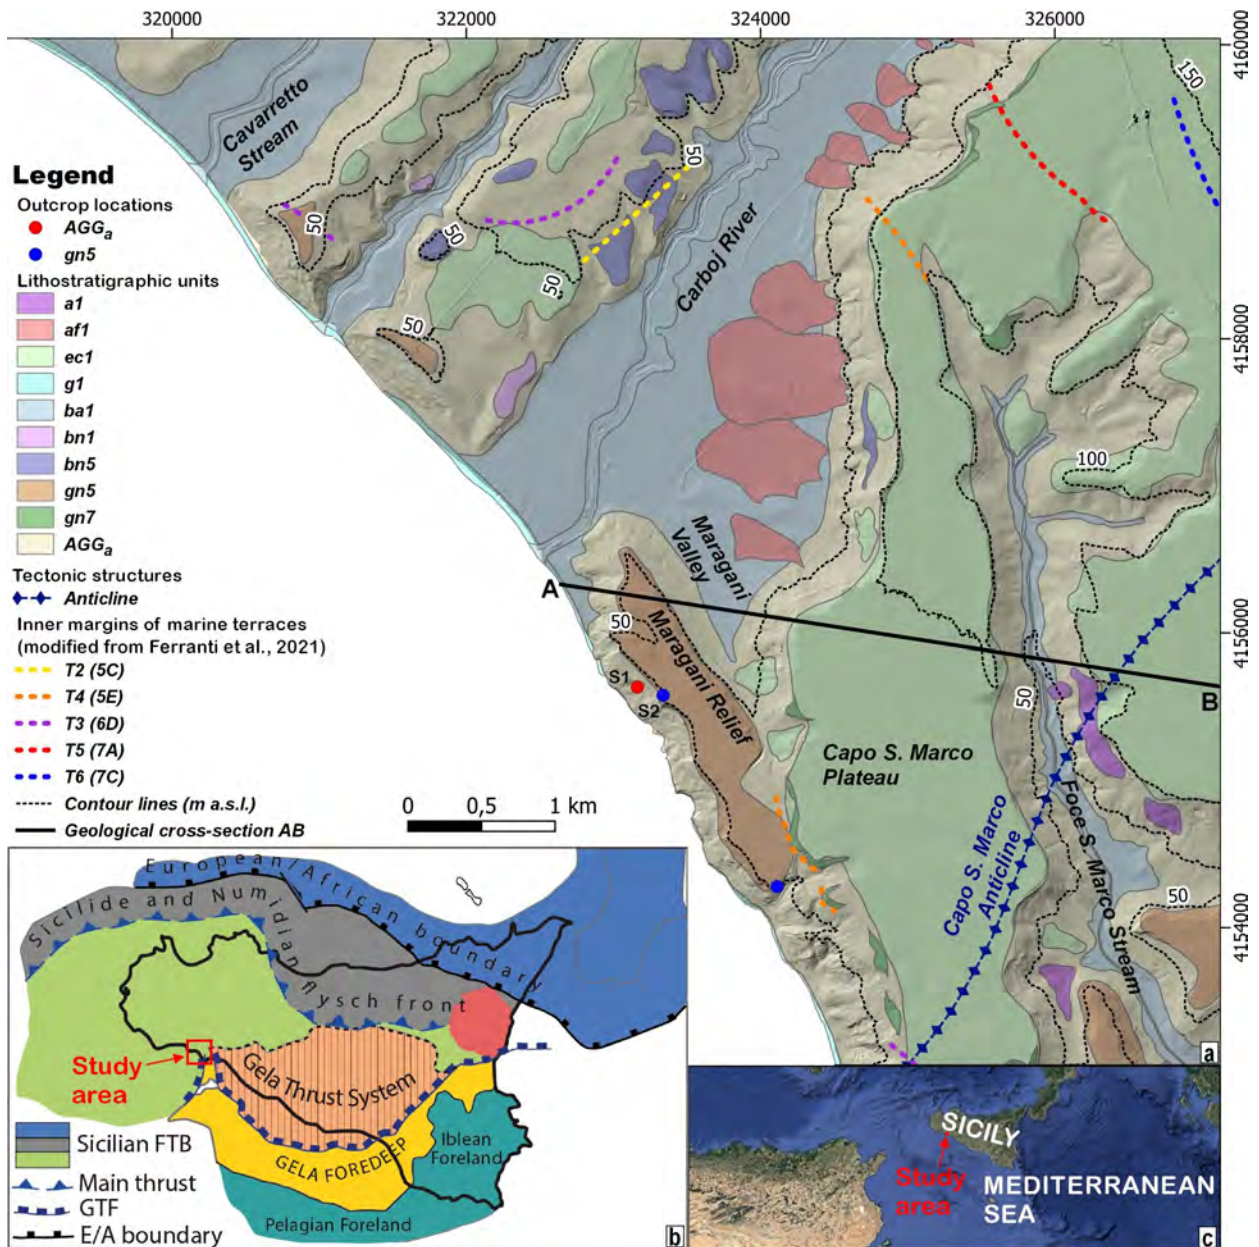 320000
322000
324000
326000
4160000
4158000
4156000
4154000
Cavarretto
Stream
Carboj River
150
50
50
50
50
50
100
50
50
50
Maragani
Valley
A
B
Maragani Relief
S1
S2
Capo S. Marco
Plateau
Capo S. Marco
Anticline
Foce S. Marco Stream
a
Legend
Outcrop locations
AGGa
gn5
Lithostratigraphic units
a1
af1
ec1
g1
ba1
bn1
bn5
gn5
gn7
AGGa
Tectonic structures
Anticline
Inner margins of marine terraces
(modified from Ferranti et al., 2021)
T2 (5C)
T4 (5E)
T3 (6D)
T5 (7A)
T6 (7C)
Contour lines (m a.s.l.)
Geological cross-section AB
0 0,5 1 km
European/African boundary
Sicilide and Numidian flysch front
Study
area
Gela Thrust System
GELA FOREDEEP
Iblean
Foreland
Pelagian Foreland
Sicilian FTB
Main thrust
GTF
E/A boundary
b
SICILY
Study
area
MEDITERRANEAN
SEA
c